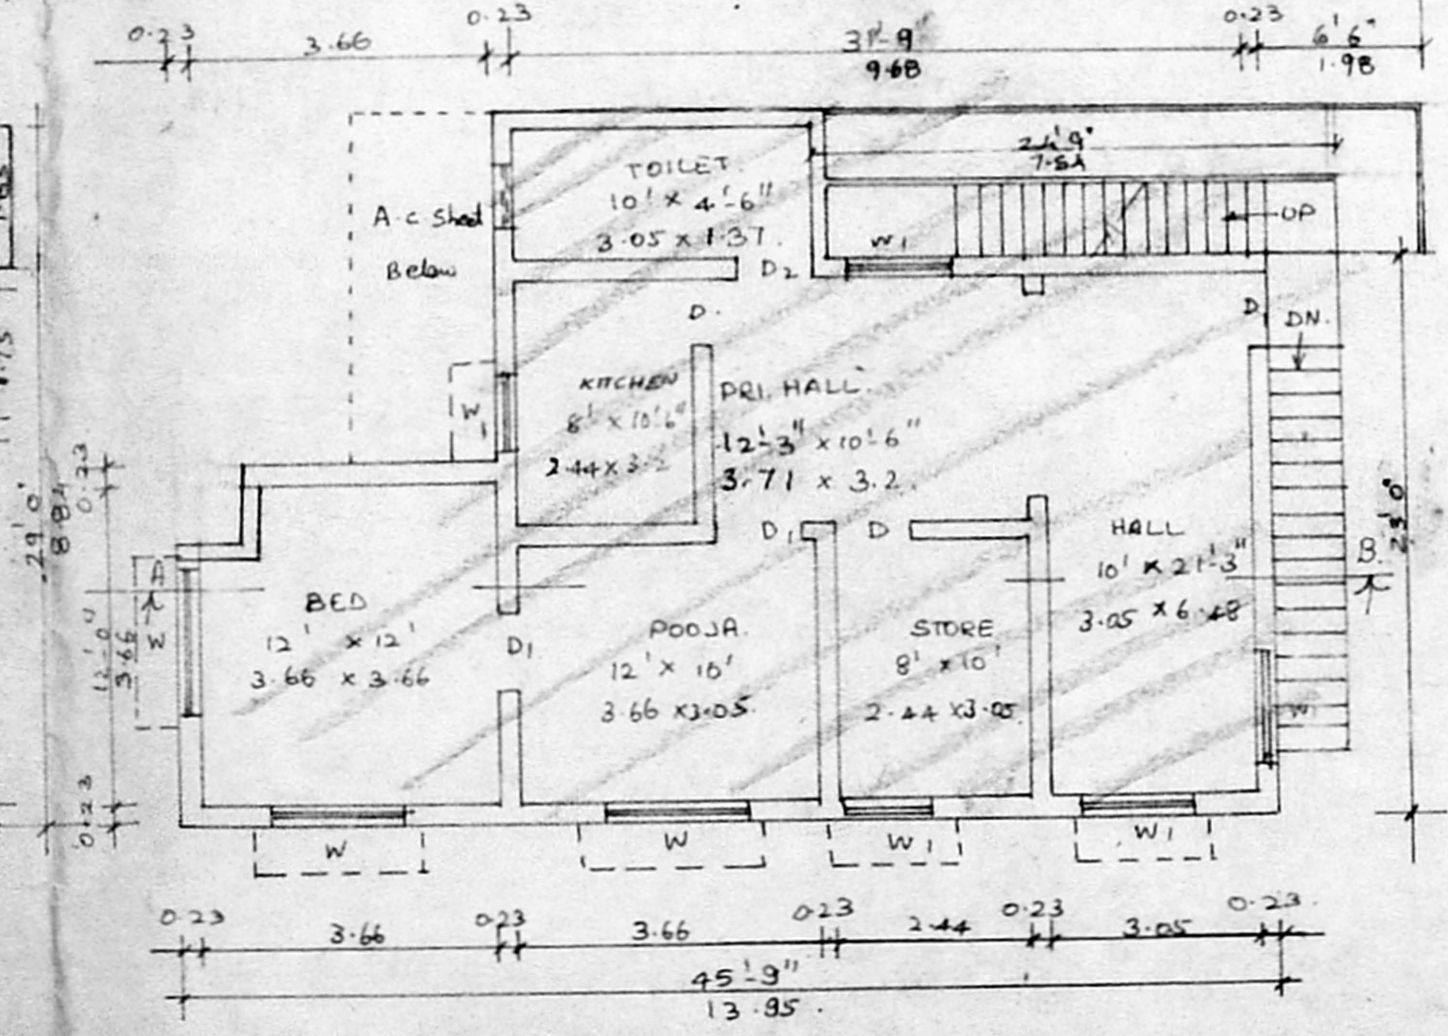 0.23
3.66
0.23
31'-9"
9.68
0.23
6'6"
1.98
24'9"
7.54
TOILET.
10' x 4'-6"
3.05 x 1.37.
A.C Sheet
Below
W1
UP
D2
D.
D1
DN.
KITCHEN
8' x 10'6"
2.44 x 3.2
W
PRI. HALL.
12'-3" x 10'-6"
3.71 x 3.2.
D1
D
HALL
10' x 21'-3"
3.05 x 6.48
23'0"
B.
29'0"
8.84
0.23
12'-0"
3.66
0.23
A
W
BED
12' x 12'
3.66 x 3.66
D1
POOJA.
12' x 10'
3.66 x 3.05.
STORE
8' x 10'
2.44 x 3.05
W
W
W
W1
W1
0.23
3.66
0.23
3.66
0.23
2.44
0.23
3.05
0.23.
45'-9"
13.95.